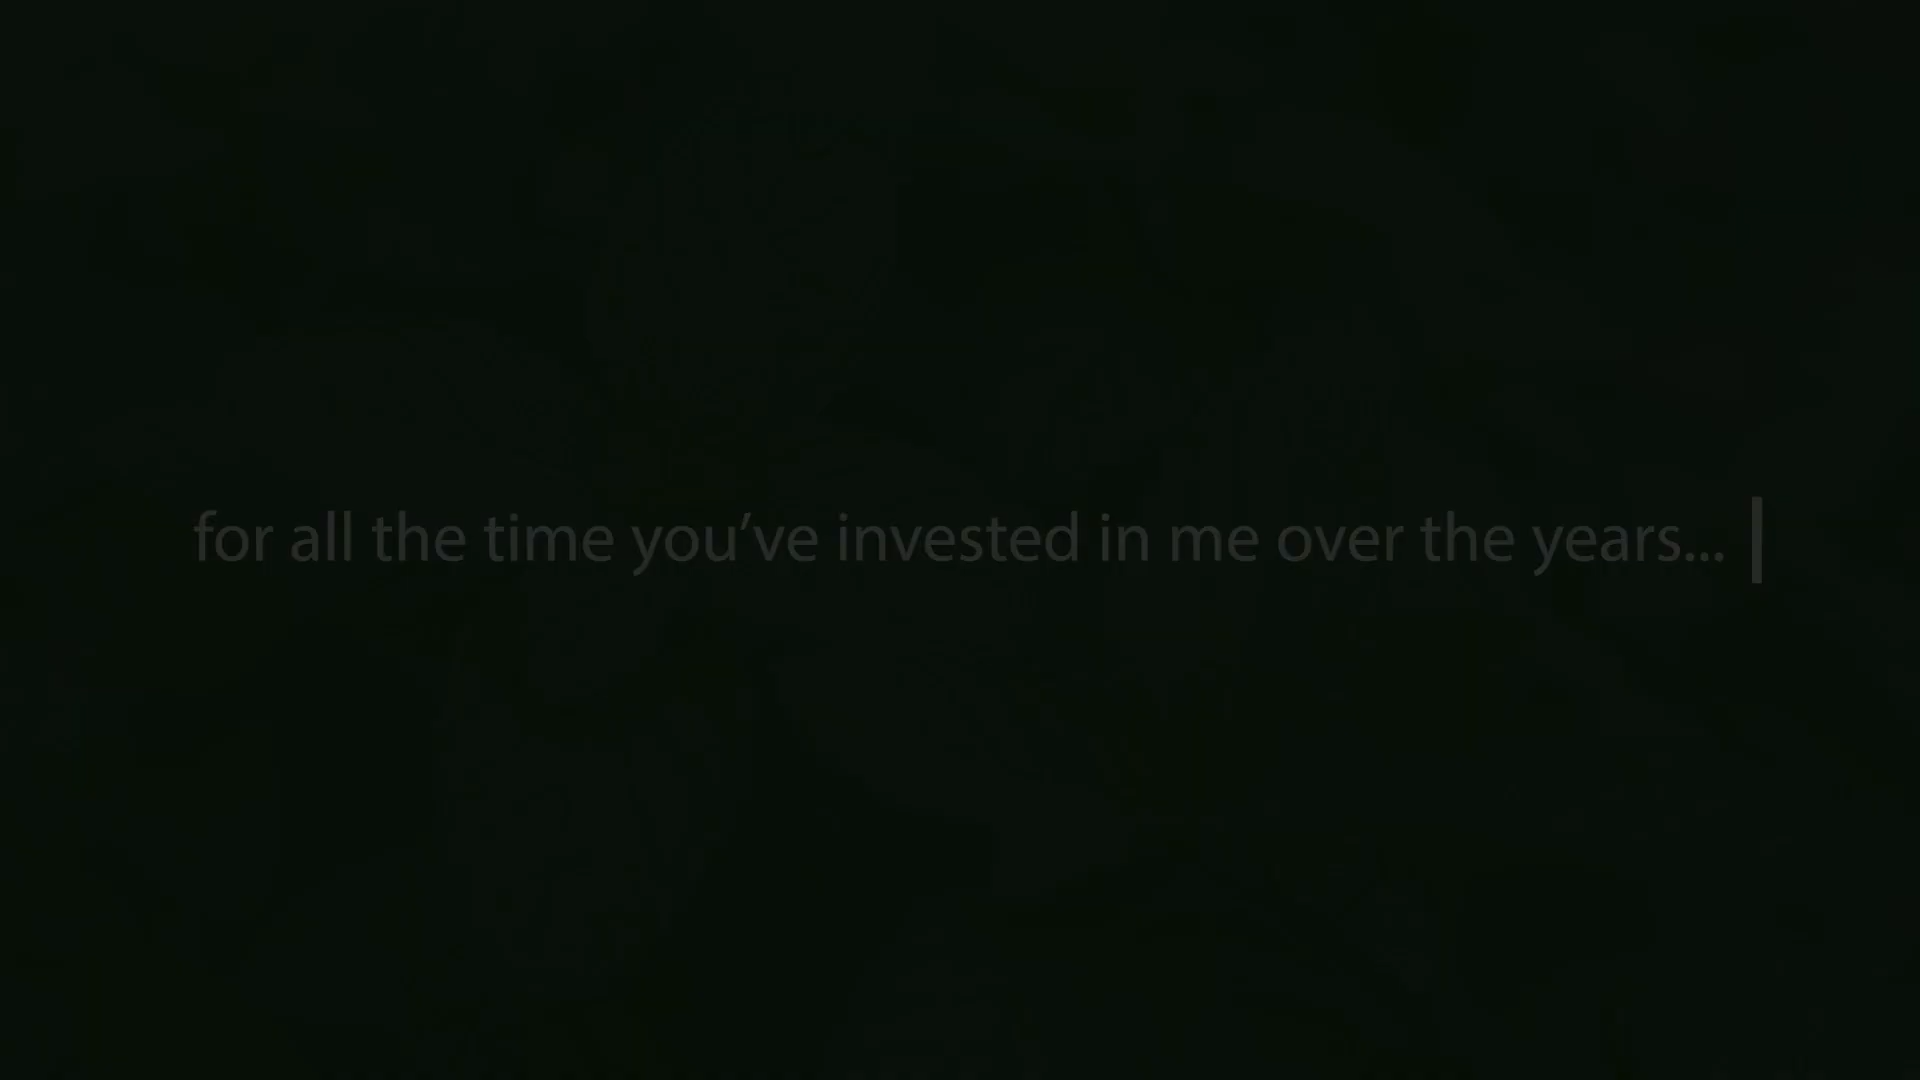 for all the time you’ve invested in me over the years...